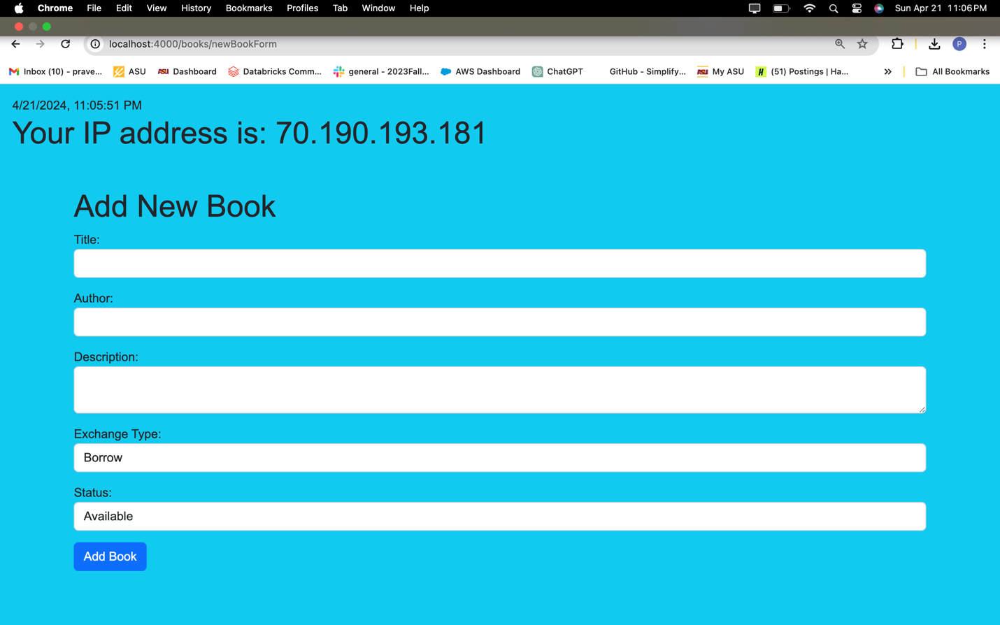 Chrome File Edit View History Bookmarks Profiles Tab Window Help Sun Apr 21 11:06 PM
localhost:4000/books/newBookForm P
Inbox (10) - prave... ASU ASU Dashboard Databricks Comm... general - 2023Fall... AWS Dashboard ChatGPT GitHub - Simplify... ASU My ASU H (51) Postings | Ha... » All Bookmarks
4/21/2024, 11:05:51 PM
Your IP address is: 70.190.193.181
Add New Book
Title:
Author:
Description:
Exchange Type:
Borrow
Status:
Available
Add Book